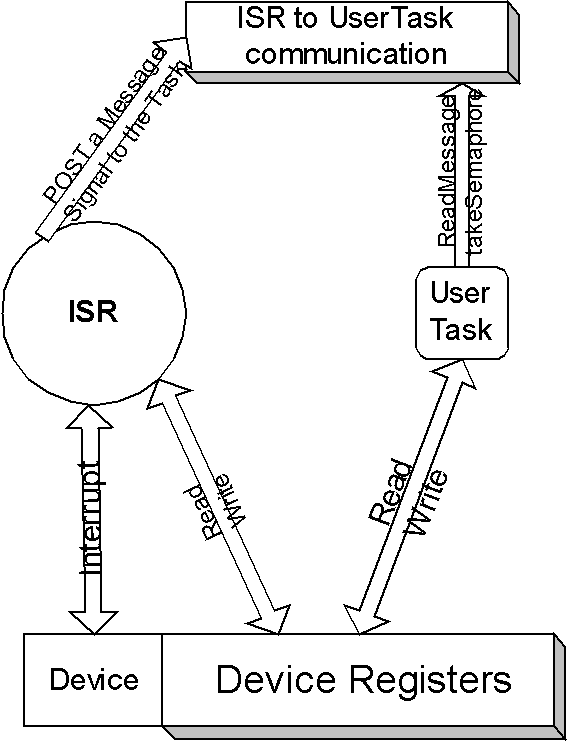 ISR to UserTask
communication
POST a Message
Signal to the Task
ReadMessage
takeSemaphore
ISR
User
Task
Interrupt
Read
Write
Read
Write
Device
Device Registers